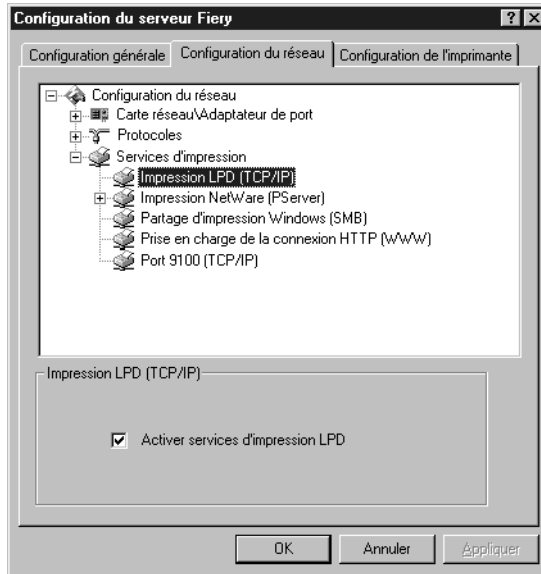 Configuration du serveur Fiery
Configuration générale Configuration du réseau Configuration de l'imprimante
Configuration du réseau
Carte réseau\Adaptateur de port
Protocoles
Services d'impression
Impression LPD (TCP/IP)
Impression NetWare (PServer)
Partage d'impression Windows (SMB)
Prise en charge de la connexion HTTP (WWW)
Port 9100 (TCP/IP)
Impression LPD (TCP/IP)
Activer services d'impression LPD
OK Annuler Appliquer